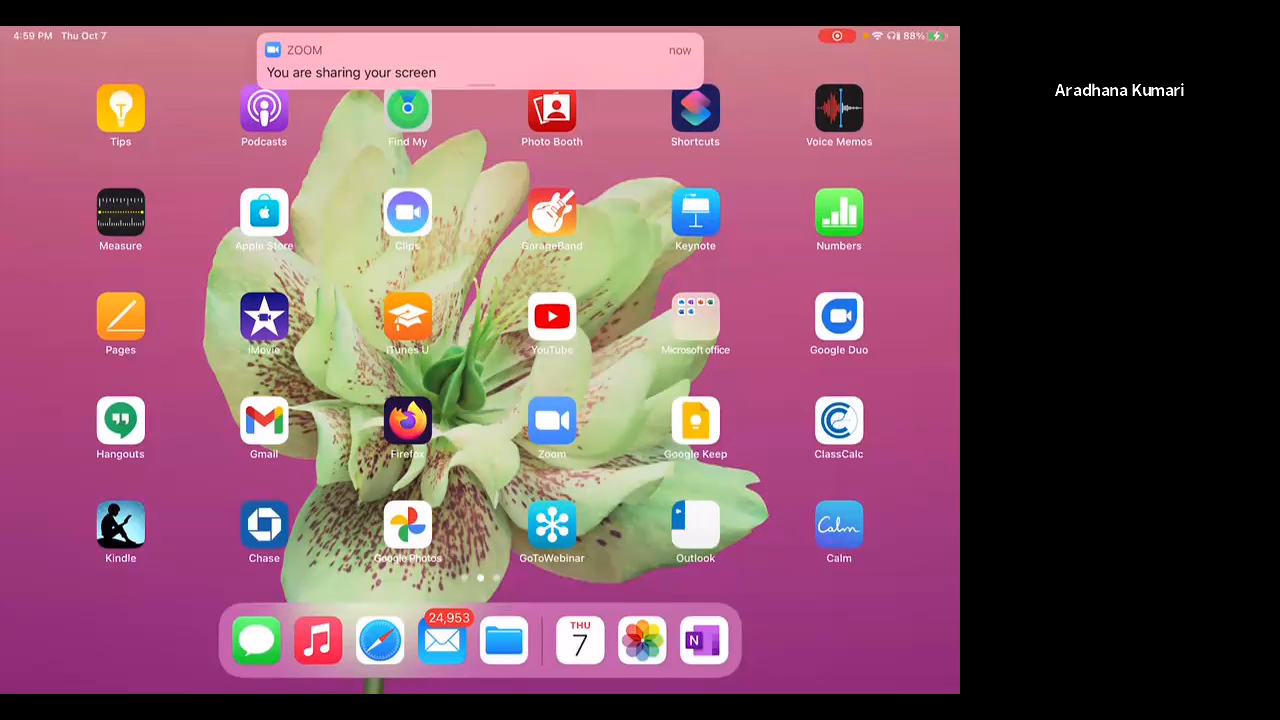 4:59 PM Thu Oct 7
88%
ZOOM
now
You are sharing your screen
Aradhana Kumari
Tips
Podcasts
Find My
Photo Booth
Shortcuts
Voice Memos
Measure
Apple Store
Clips
GarageBand
Keynote
Numbers
Pages
iMovie
iTunes U
YouTube
Microsoft office
Google Duo
Hangouts
Gmail
Firefox
Zoom
Google Keep
ClassCalc
Kindle
Chase
Google Photos
GoToWebinar
Outlook
Calm
Calm
24,953
THU
7
N